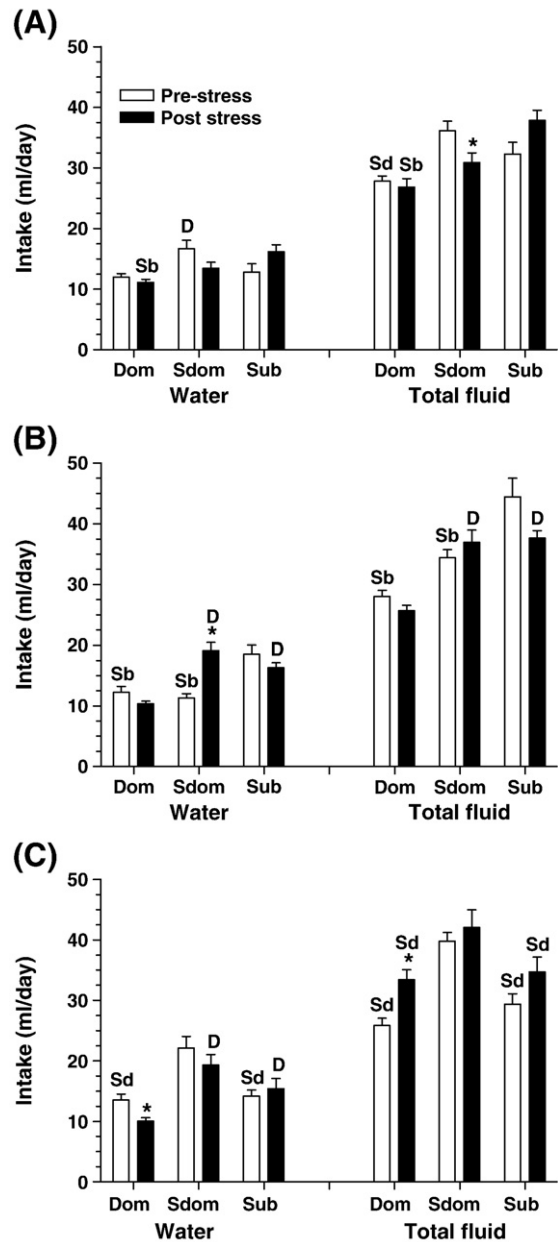 (A)
50
40
30
20
10
0
Intake (ml/day)
Pre-stress
Post stress
Sb
D
Sd Sb
*
Dom Sdom Sub Dom Sdom Sub
Water Total fluid
(B)
50
40
30
20
10
0
Intake (ml/day)
Sb
Sb
D
*
D
Sb
Sb
D
D
Dom Sdom Sub Dom Sdom Sub
Water Total fluid
(C)
50
40
30
20
10
0
Intake (ml/day)
Sd
*
D
Sd
D
Sd
Sd
*
Sd
Sd
Dom Sdom Sub Dom Sdom Sub
Water Total fluid